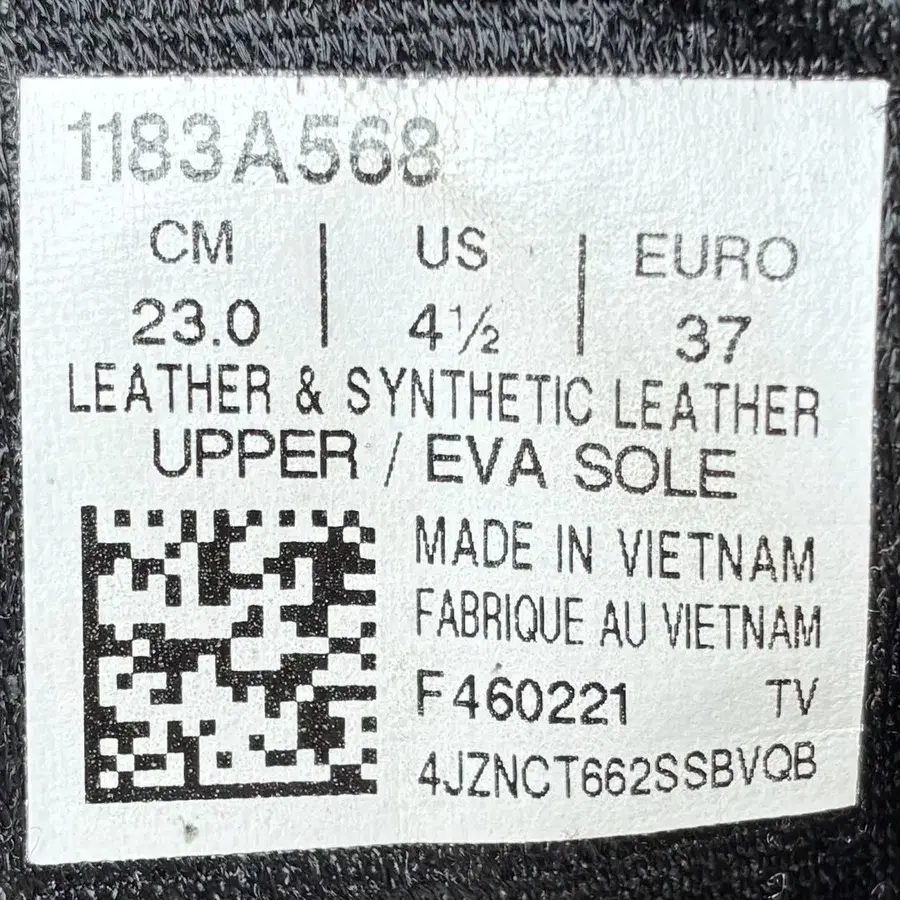 1183A568
CM | US | EURO
23.0 | 4½ | 37
LEATHER & SYNTHETIC LEATHER
UPPER / EVA SOLE
MADE IN VIETNAM
FABRIQUE AU VIETNAM
F460221 TV
4JZNCT662SSBVQB